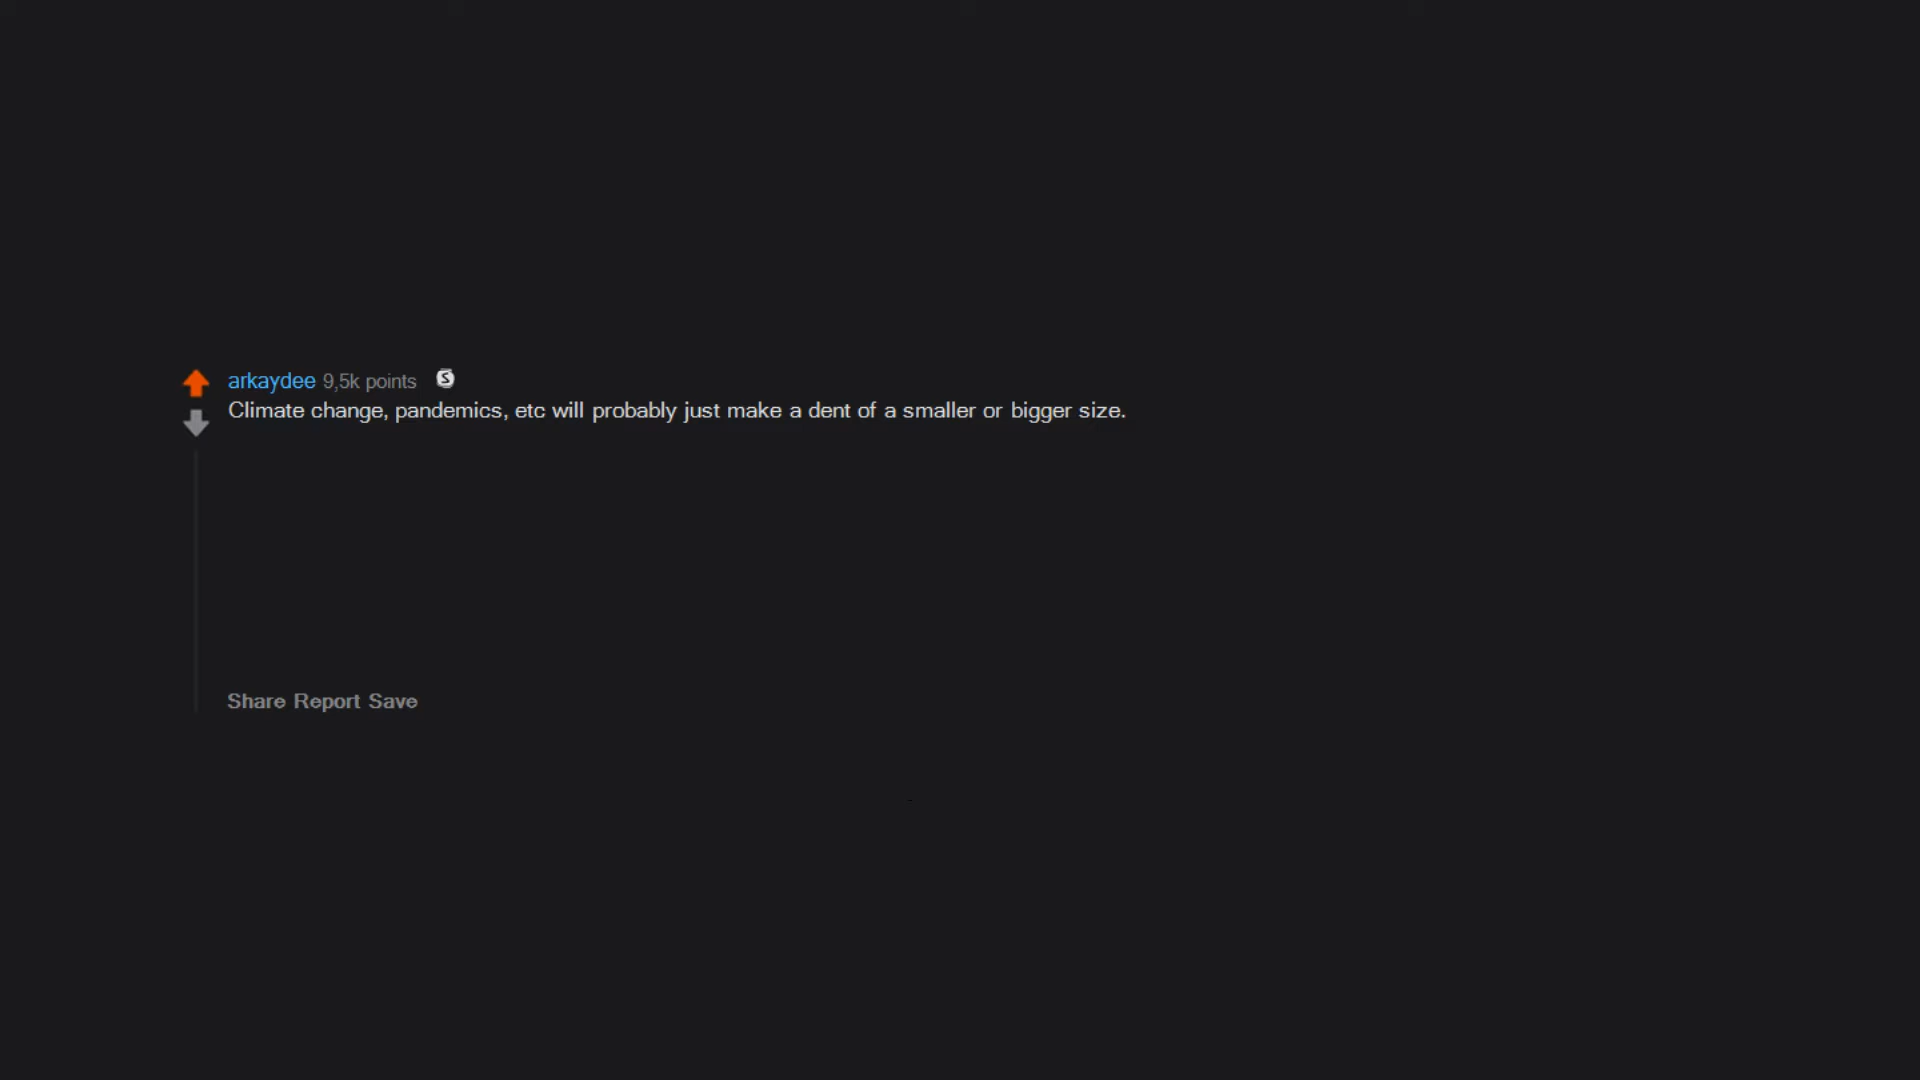 arkaydee 9,5k points S
Climate change, pandemics, etc will probably just make a dent of a smaller or bigger size.
Share Report Save